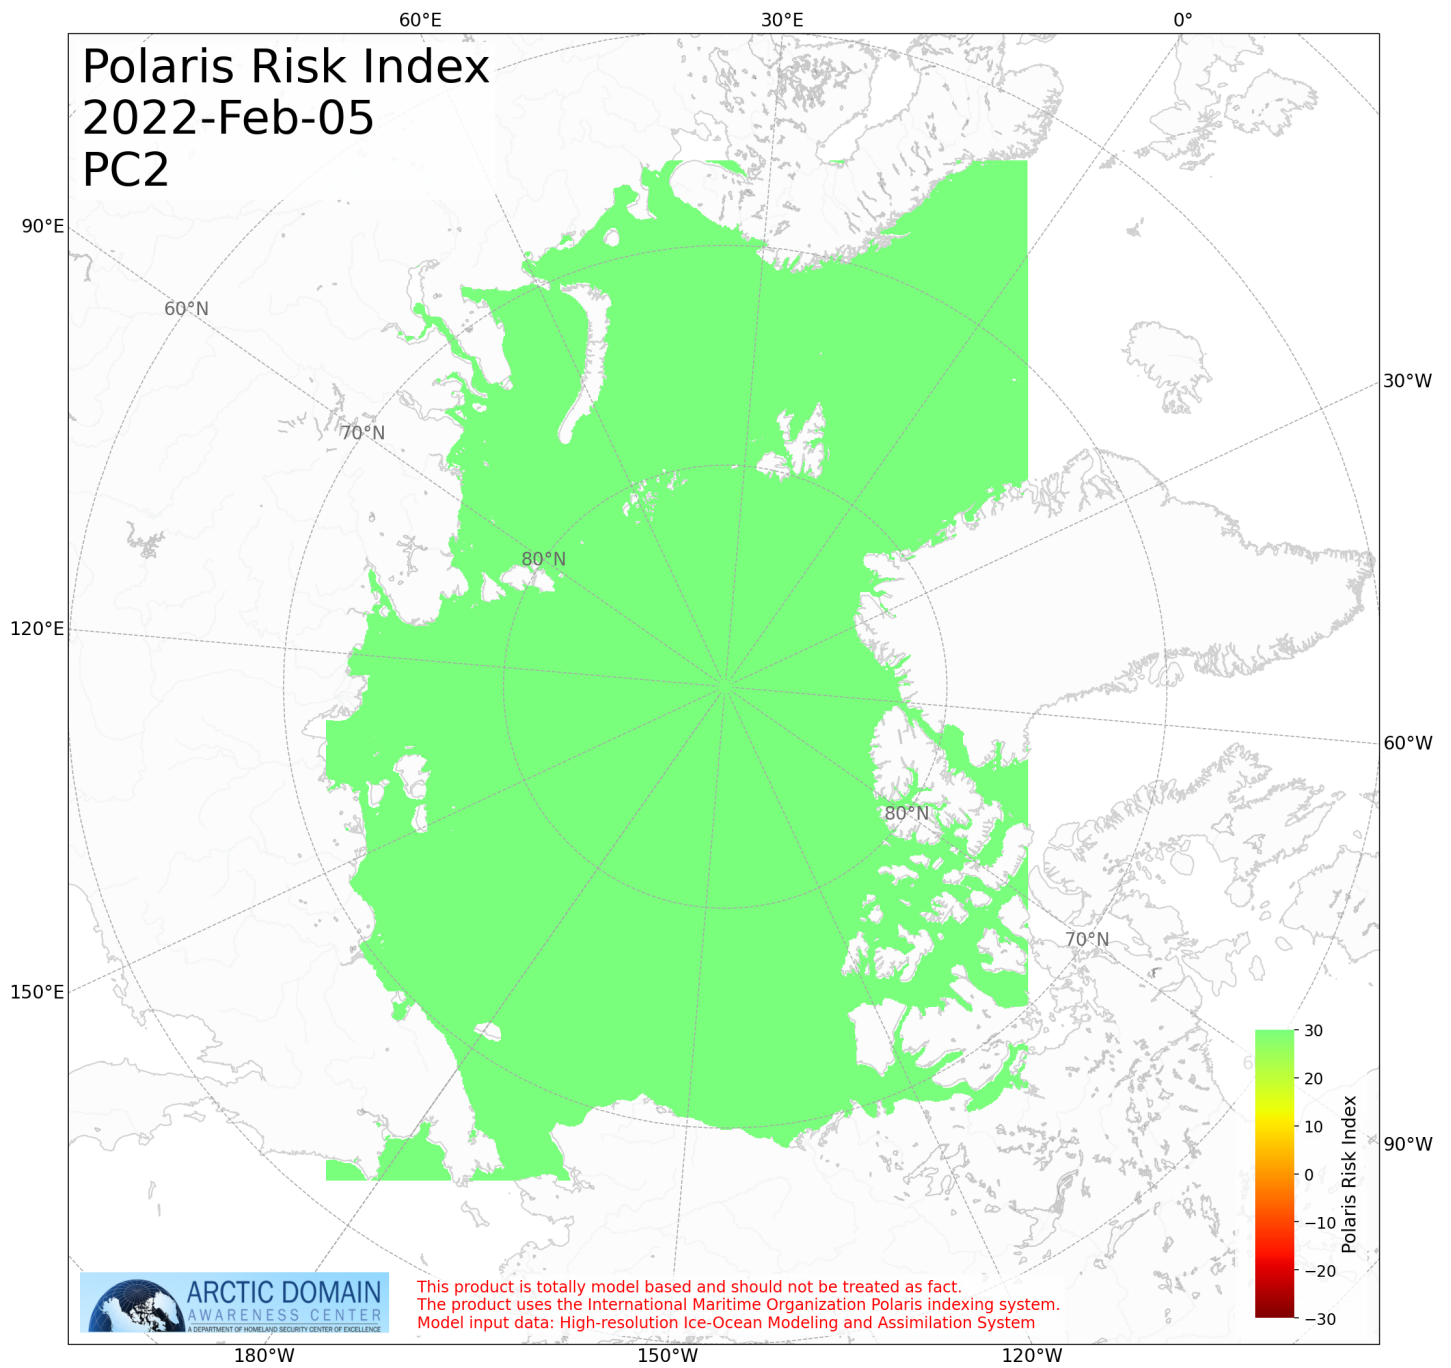 60°E 30°E 0°
Polaris Risk Index
2022-Feb-05
PC2
90°E
60°N
30°W
70°N
80°N
120°E
60°W
80°N
70°N
150°E
30
20
10
0
−10
−20
−30
Polaris Risk Index
90°W
ARCTIC DOMAIN
AWARENESS CENTER
A DEPARTMENT OF HOMELAND SECURITY CENTER OF EXCELLENCE
This product is totally model based and should not be treated as fact.
The product uses the International Maritime Organization Polaris indexing system.
Model input data: High-resolution Ice-Ocean Modeling and Assimilation System
180°W 150°W 120°W